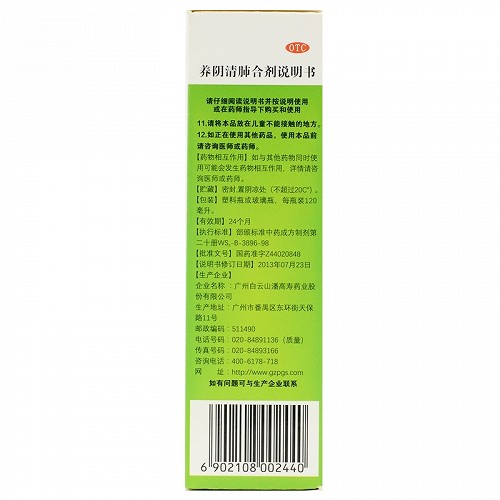 OTC
养阴清肺合剂说明书
请仔细阅读说明书并按说明使用
或在药师指导下购买和使用
11.请将本品放在儿童不能接触的地方。
12.如正在使用其他药品，使用本品前
请咨询医师或药师。
【药物相互作用】如与其他药物同时使
用可能会发生药物相互作用，详情请咨
询医师或药师。
【贮藏】密封,置阴凉处（不超过20C°）。
【包装】塑料瓶或玻璃瓶，每瓶装120
毫升。
【有效期】24个月
【执行标准】部颁标准中药成方制剂第
二十册WS₃-B-3896-98
【批准文号】国药准字Z44020848
【说明书修订日期】2013年07月23日
【生产企业】
企业名称：广州白云山潘高寿药业股
份有限公司
生产地址：广州市番禺区东环街天保
路11号
邮政编码：511490
电话号码：020-84891136（质量）
传真号码：020-84893166
咨询电话：400-6178-718
网 址：http://www.gzpgs.com
如有问题可与生产企业联系
6 902108 002440